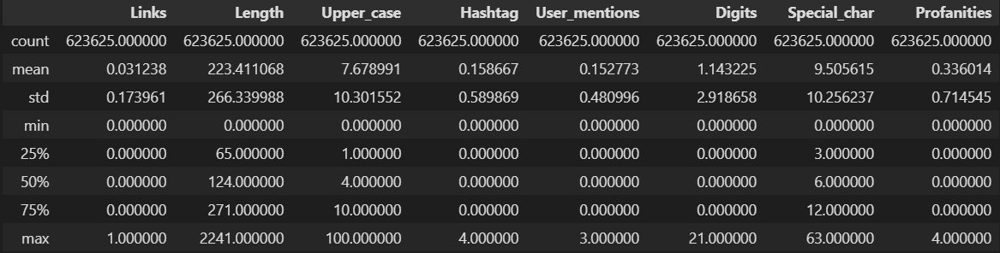 Links Length Upper_case Hashtag User_mentions Digits Special_char Profanities
count 623625.000000 623625.000000 623625.000000 623625.000000 623625.000000 623625.000000 623625.000000 623625.000000
mean 0.031238 223.411068 7.678991 0.158667 0.152773 1.143225 9.505615 0.336014
std 0.173961 266.339988 10.301552 0.589869 0.480996 2.918658 10.256237 0.714545
min 0.000000 0.000000 0.000000 0.000000 0.000000 0.000000 0.000000 0.000000
25% 0.000000 65.000000 1.000000 0.000000 0.000000 0.000000 3.000000 0.000000
50% 0.000000 124.000000 4.000000 0.000000 0.000000 0.000000 6.000000 0.000000
75% 0.000000 271.000000 10.000000 0.000000 0.000000 0.000000 12.000000 0.000000
max 1.000000 2241.000000 100.000000 4.000000 3.000000 21.000000 63.000000 4.000000